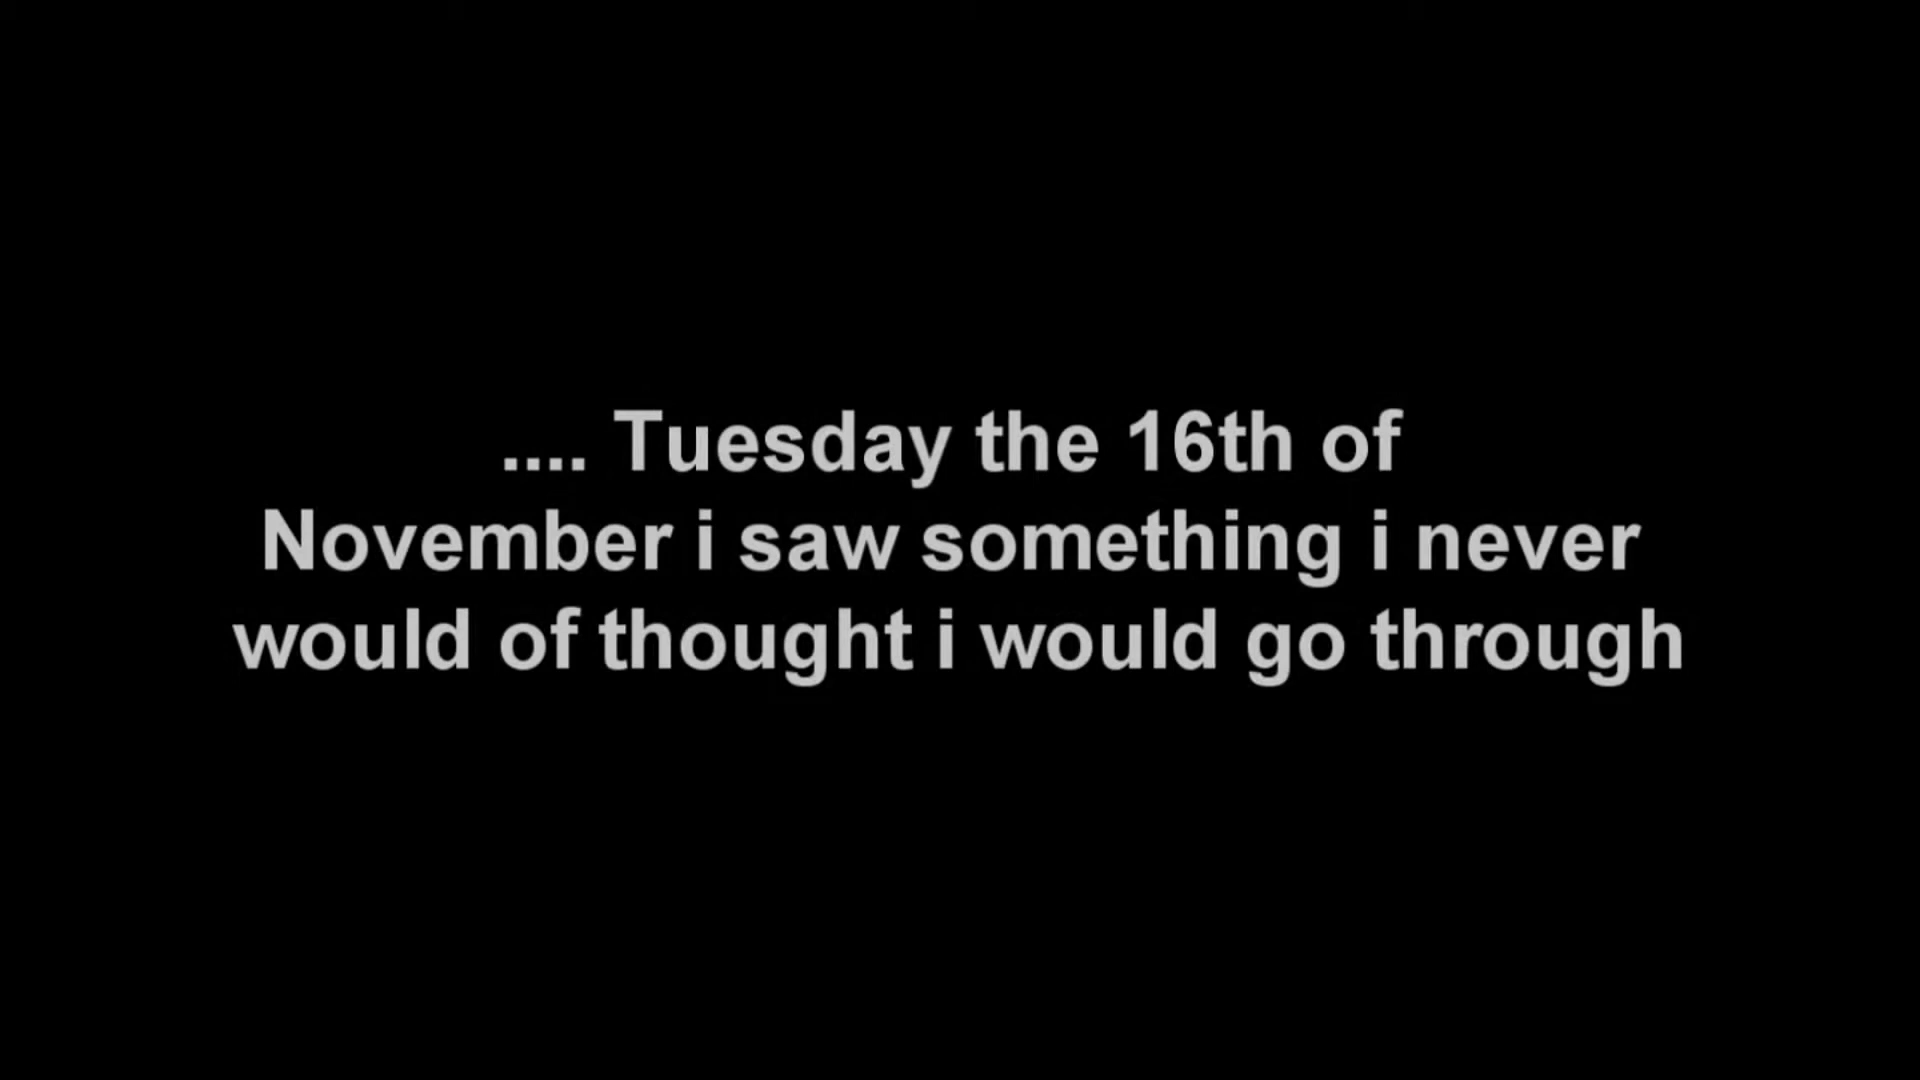 .... Tuesday the 16th of
November i saw something i never
would of thought i would go through